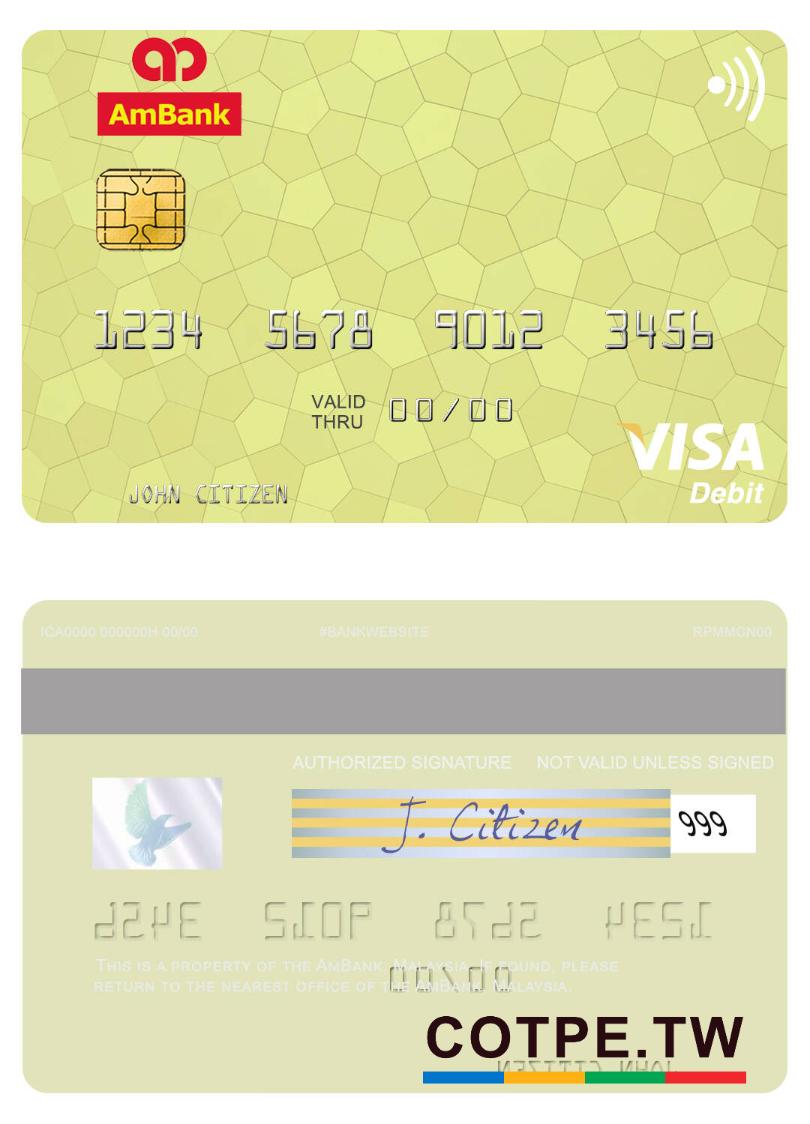 AmBank
1234 5678 9012 3456
VALID THRU 00/00
VISA
Debit
JOHN CITIZEN
ICA0000 000000H 00/00 #BANKWEBSITE RPMMCN00
AUTHORIZED SIGNATURE NOT VALID UNLESS SIGNED
J. Citizen 999
THIS IS A PROPERTY OF THE AMBANK MALAYSIA. IF FOUND, PLEASE
RETURN TO THE NEAREST OFFICE OF THE AMBANK MALAYSIA.
COTPE.TW